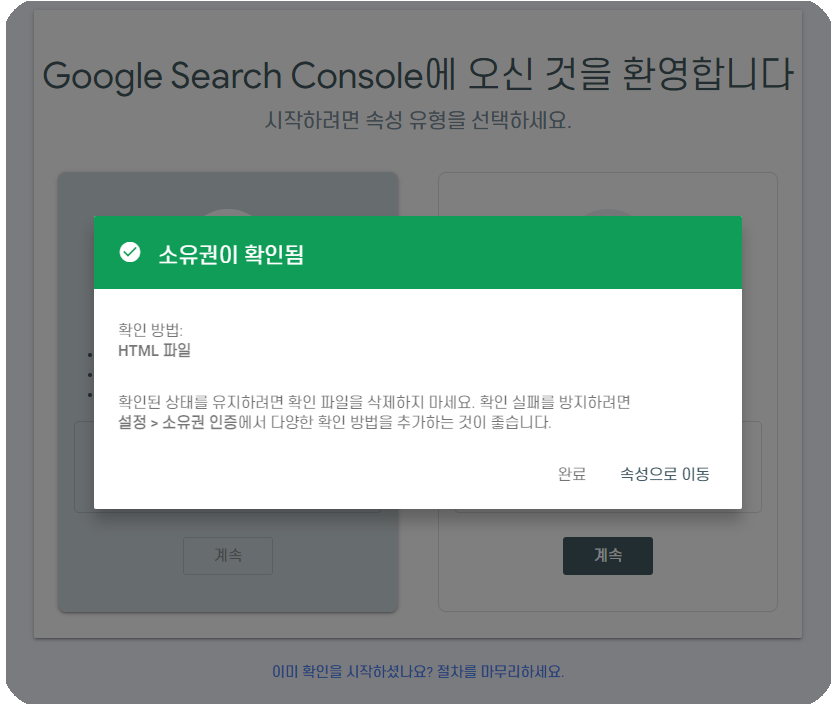 Google Search Console에 오신 것을 환영합니다
시작하려면 속성 유형을 선택하세요.
소유권이 확인됨
확인 방법:
HTML 파일
확인된 상태를 유지하려면 확인 파일을 삭제하지 마세요. 확인 실패를 방지하려면
설정 > 소유권 인증에서 다양한 확인 방법을 추가하는 것이 좋습니다.
완료 속성으로 이동
계속 계속
이미 확인을 시작하셨나요? 절차를 마무리하세요.